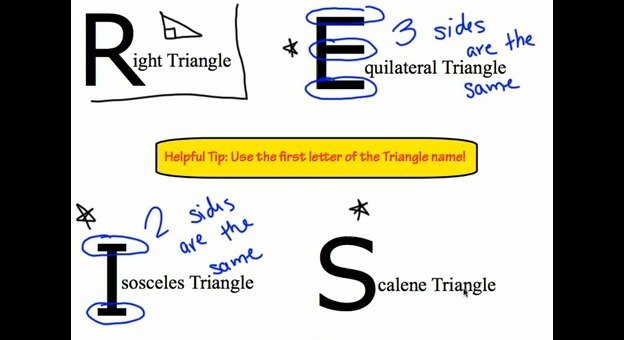 Right Triangle
Equilateral Triangle
3 sides
are the
same
Helpful Tip: Use the first letter of the Triangle name!
Isosceles Triangle
2 sides
are the
same
Scalene Triangle